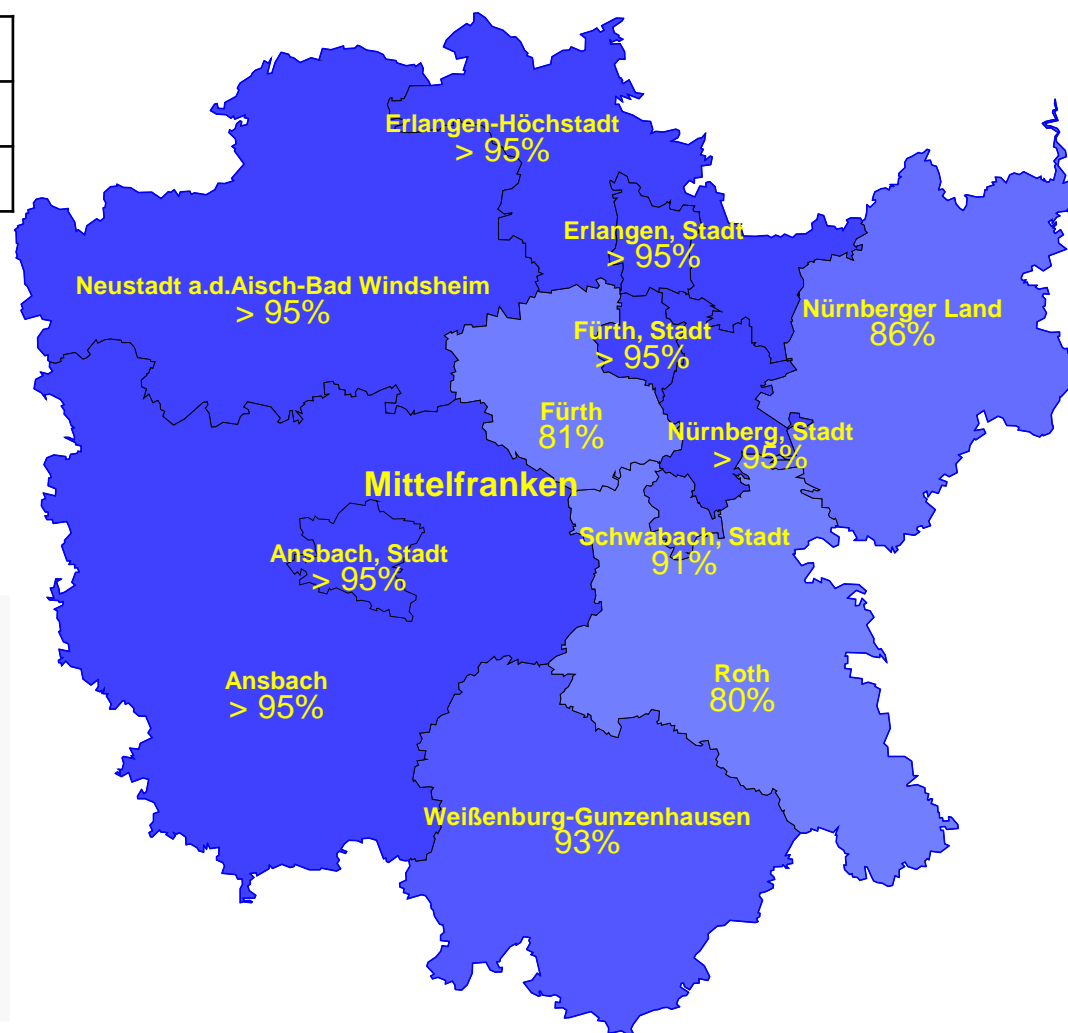 Erlangen-Höchstadt
> 95%
Erlangen, Stadt
> 95%
Neustadt a.d.Aisch-Bad Windsheim
> 95%
Nürnberger Land
86%
Fürth, Stadt
> 95%
Fürth
81%
Nürnberg, Stadt
> 95%
Mittelfranken
Schwabach, Stadt
91%
Ansbach, Stadt
> 95%
Roth
80%
Ansbach
> 95%
Weißenburg-Gunzenhausen
93%